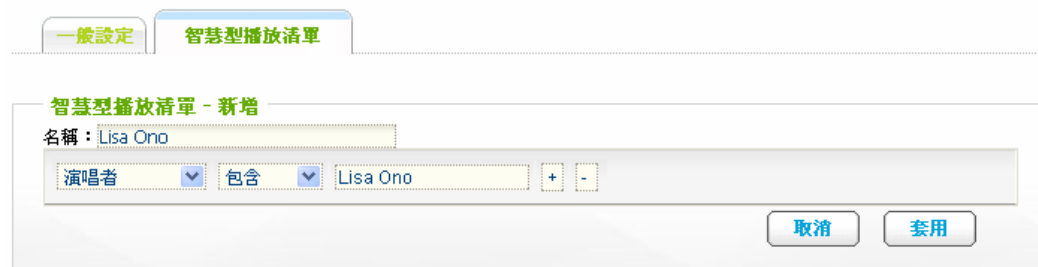 一般設定 智慧型播放清單
智慧型播放清單 - 新增
名稱：Lisa Ono
演唱者 包含 Lisa Ono + -
取消 套用